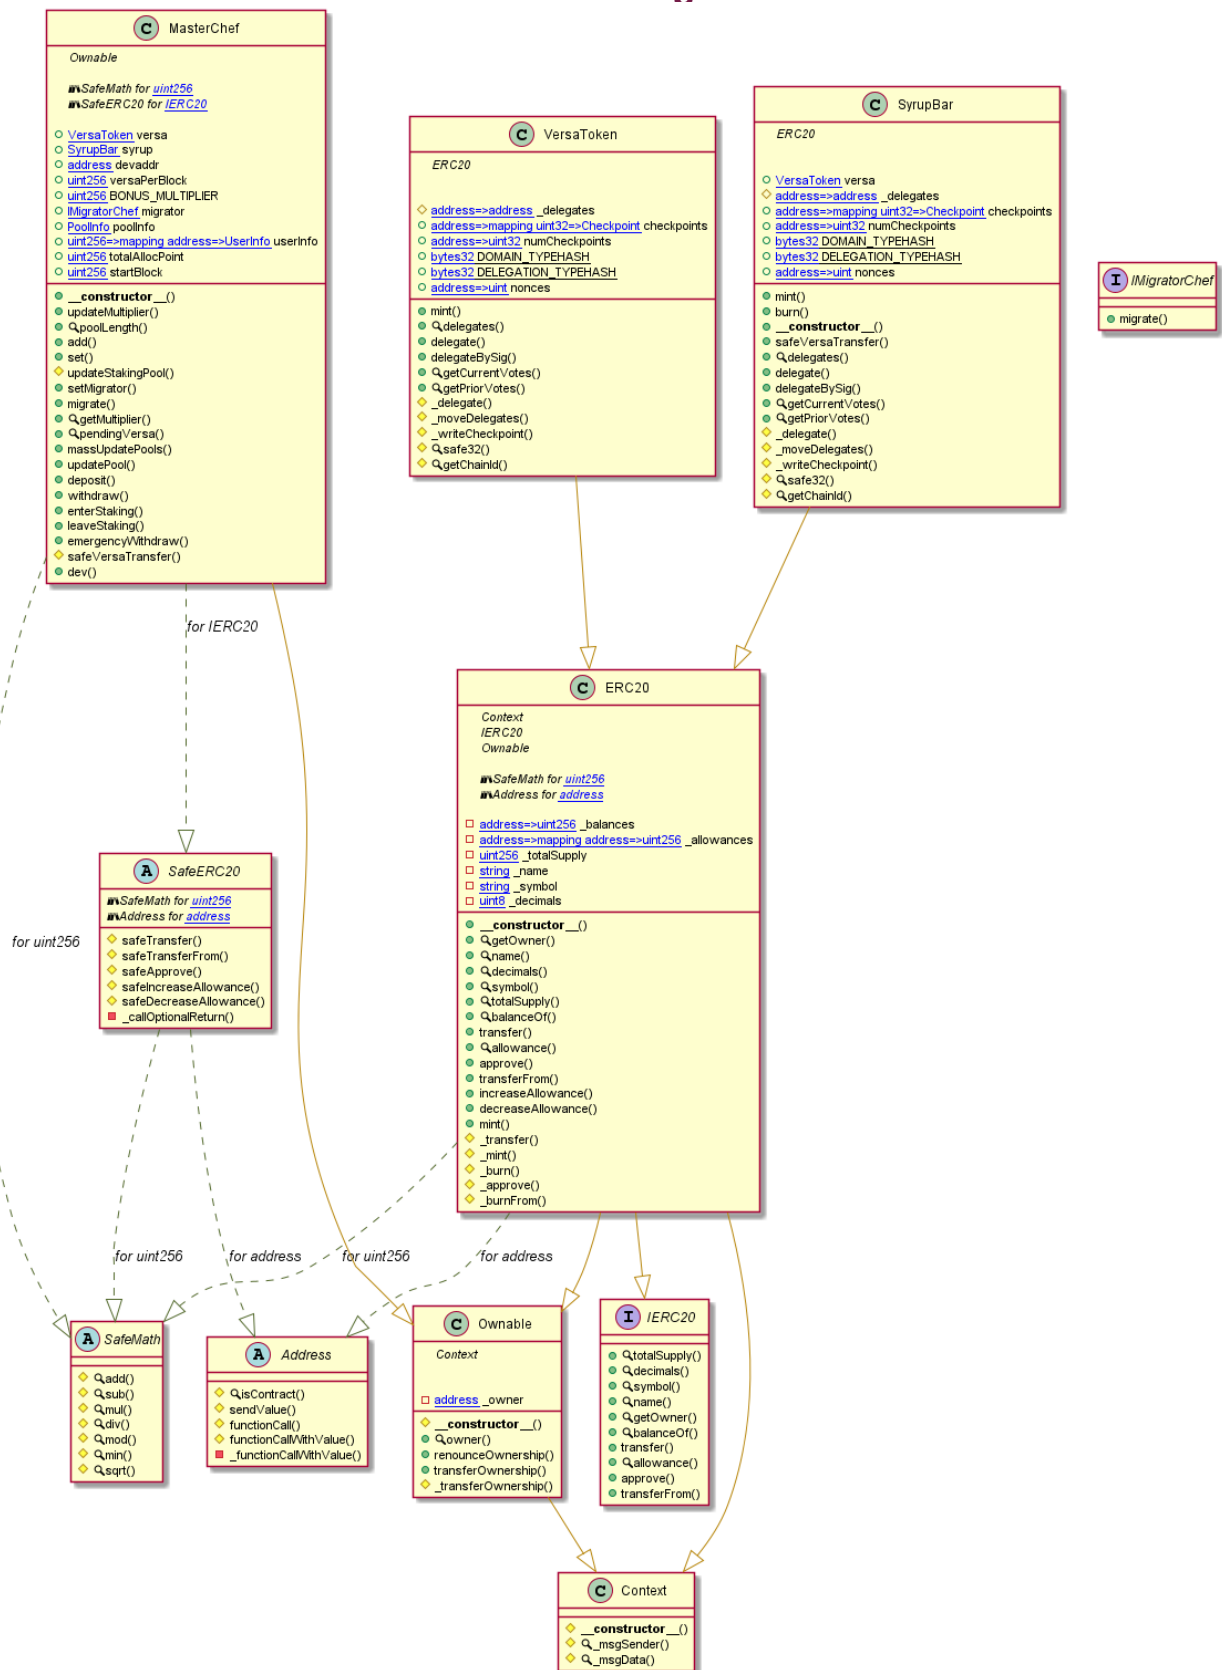 C MasterChef
Ownable
SafeMath for uint256
SafeERC20 for IERC20
VersaToken versa
SyrupBar syrup
address devaddr
uint256 versaPerBlock
uint256 BONUS_MULTIPLIER
IMigratorChef migrator
PoolInfo poolInfo
uint256=>mapping address=>UserInfo userInfo
uint256 totalAllocPoint
uint256 startBlock
__constructor__()
updateMultiplier()
poolLength()
add()
set()
updateStakingPool()
setMigrator()
migrate()
getMultiplier()
pendingVersa()
massUpdatePools()
updatePool()
deposit()
withdraw()
enterStaking()
leaveStaking()
emergencyWithdraw()
safeVersaTransfer()
dev()
C VersaToken
ERC20
address=>address _delegates
address=>mapping uint32=>Checkpoint checkpoints
address=>uint32 numCheckpoints
bytes32 DOMAIN_TYPEHASH
bytes32 DELEGATION_TYPEHASH
address=>uint nonces
mint()
delegates()
delegate()
delegateBySig()
getCurrentVotes()
getPriorVotes()
_delegate()
_moveDelegates()
_writeCheckpoint()
safe32()
getChainId()
C SyrupBar
ERC20
VersaToken versa
address=>address _delegates
address=>mapping uint32=>Checkpoint checkpoints
address=>uint32 numCheckpoints
bytes32 DOMAIN_TYPEHASH
bytes32 DELEGATION_TYPEHASH
address=>uint nonces
mint()
burn()
__constructor__()
safeVersaTransfer()
delegates()
delegate()
delegateBySig()
getCurrentVotes()
getPriorVotes()
_delegate()
_moveDelegates()
_writeCheckpoint()
safe32()
getChainId()
I IMigratorChef
migrate()
for IERC20
for uint256
A SafeERC20
SafeMath for uint256
Address for address
safeTransfer()
safeTransferFrom()
safeApprove()
safeIncreaseAllowance()
safeDecreaseAllowance()
_callOptionalReturn()
C ERC20
Context
IERC20
Ownable
SafeMath for uint256
Address for address
address=>uint256 _balances
address=>mapping address=>uint256 _allowances
uint256 _totalSupply
string _name
string _symbol
uint8 _decimals
__constructor__()
getOwner()
name()
decimals()
symbol()
totalSupply()
balanceOf()
transfer()
allowance()
approve()
transferFrom()
increaseAllowance()
decreaseAllowance()
mint()
_transfer()
_mint()
_burn()
_approve()
_burnFrom()
for uint256
for address
for uint256
for address
A SafeMath
add()
sub()
mul()
div()
mod()
min()
sqrt()
A Address
isContract()
sendValue()
functionCall()
functionCallWithValue()
_functionCallWithValue()
C Ownable
Context
address _owner
__constructor__()
owner()
renounceOwnership()
transferOwnership()
_transferOwnership()
I IERC20
totalSupply()
decimals()
symbol()
name()
getOwner()
balanceOf()
transfer()
allowance()
approve()
transferFrom()
C Context
__constructor__()
_msgSender()
_msgData()